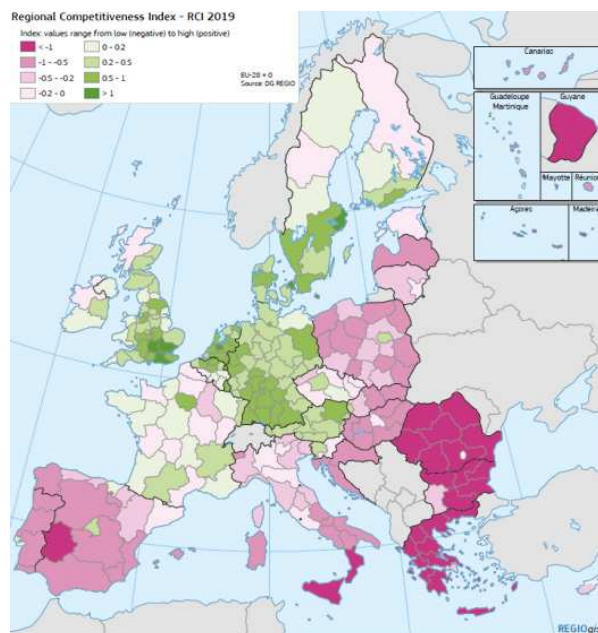 Regional Competitiveness Index - RCI 2019
Index values range from low (negative) to high (positive)
< -1
-1 - -0.5
-0.5 - -0.2
-0.2 - 0
0 - 0.2
0.2 - 0.5
0.5 - 1
> 1
EU-28 = 0
Source: DG REGIO
Canarias
Guadeloupe
Martinique
Guyane
Mayotte
Réunion
Açores
Madeira
REGIOgis